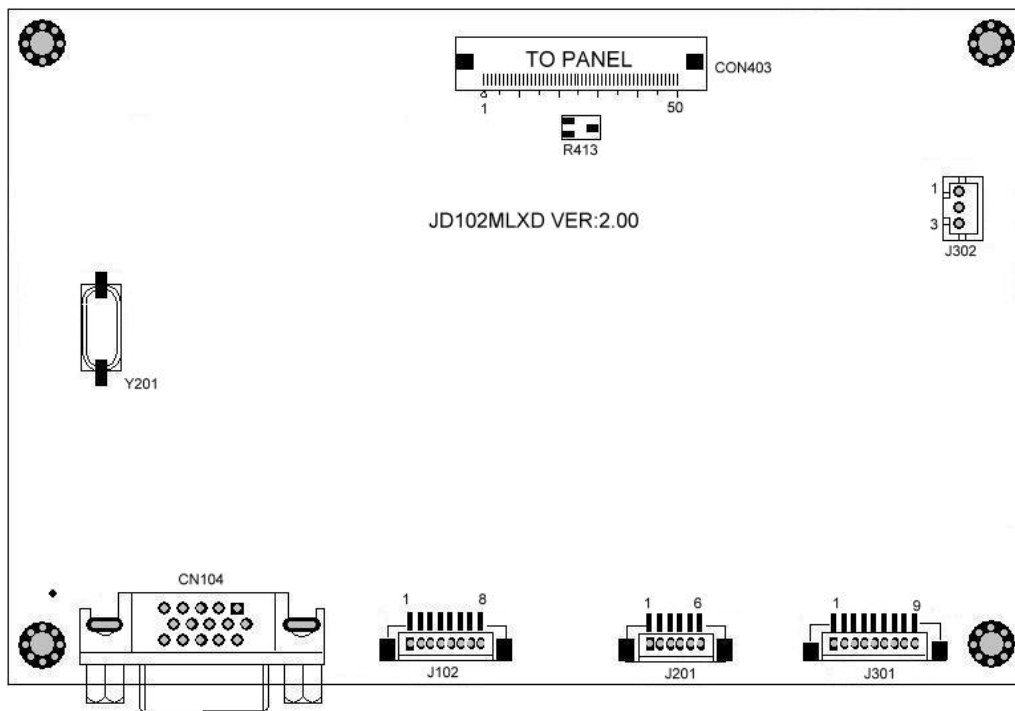 TO PANEL
CON403
1 50
R413
1
3
J302
JD102MLXD VER:2.00
Y201
CN104
1 8
J102
1 6
J201
1 9
J301